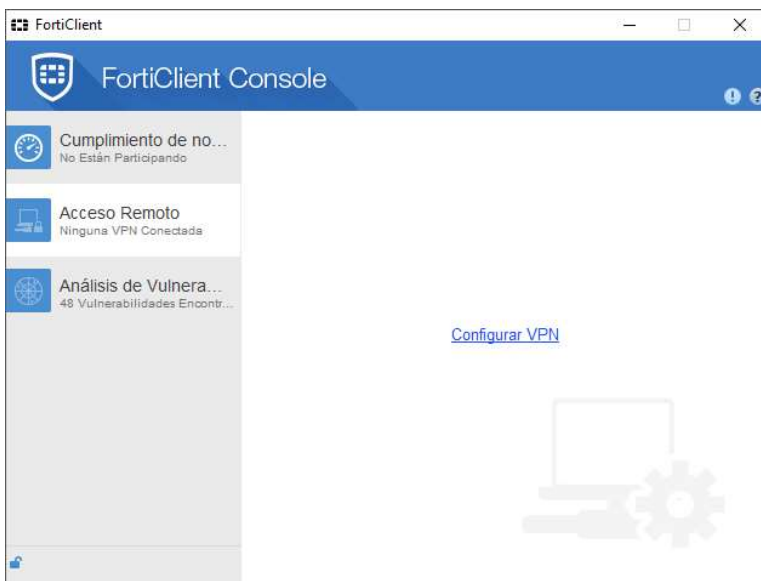 FortiClient
FortiClient Console
Cumplimiento de no...
No Están Participando
Acceso Remoto
Ninguna VPN Conectada
Análisis de Vulnera...
48 Vulnerabilidades Encontr...
Configurar VPN